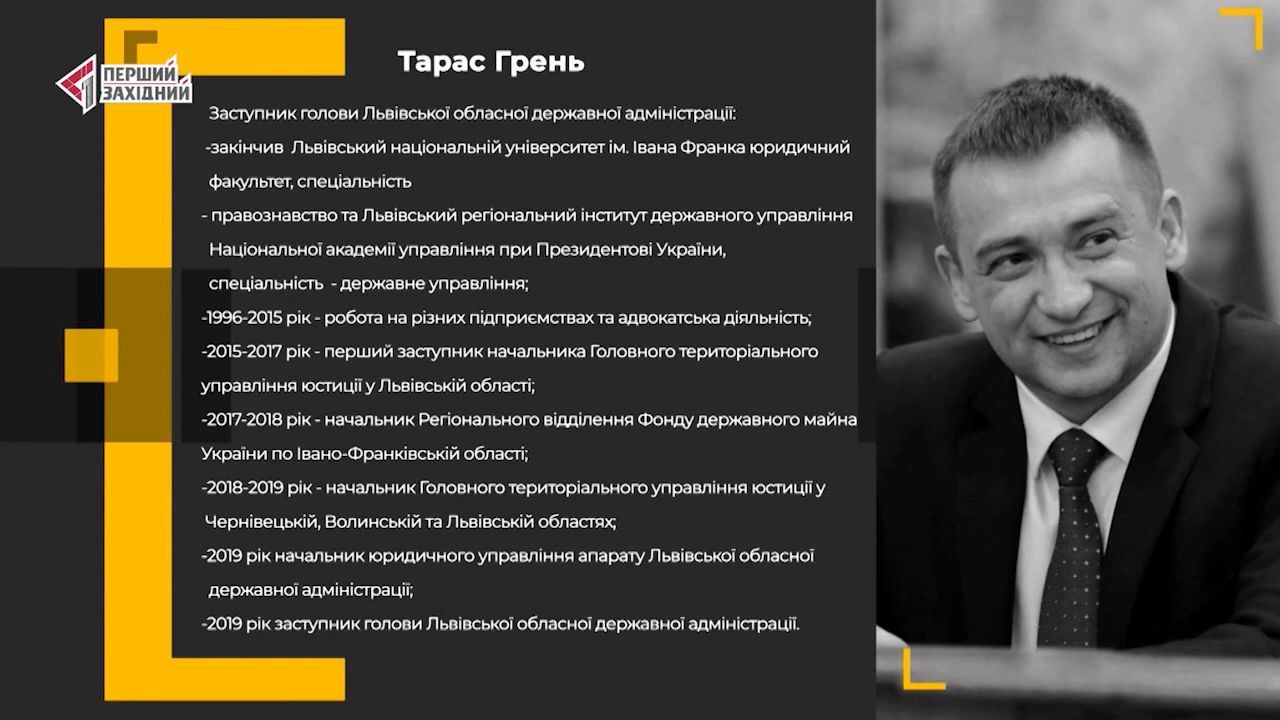 Тарас Грень
ПЕРШИЙ
ЗАХІДНИЙ
Заступник голови Львівської обласної державної адміністрації:
-закінчив Львівський національній університет ім. Івана Франка юридичний
факультет, спеціальність
- правознавство та Львівський регіональний інститут державного управління
Національної академії управління при Президентові України,
спеціальність - державне управління;
-1996-2015 рік - робота на різних підприємствах та адвокатська діяльність;
-2015-2017 рік - перший заступник начальника Головного територіального
управління юстиції у Львівській області;
-2017-2018 рік - начальник Регіонального відділення Фонду державного майна
України по Івано-Франківській області;
-2018-2019 рік - начальник Головного територіального управління юстиції у
Чернівецькій, Волинській та Львівській областях;
-2019 рік начальник юридичного управління апарату Львівської обласної
державної адміністрації;
-2019 рік заступник голови Львівської обласної державної адміністрації.